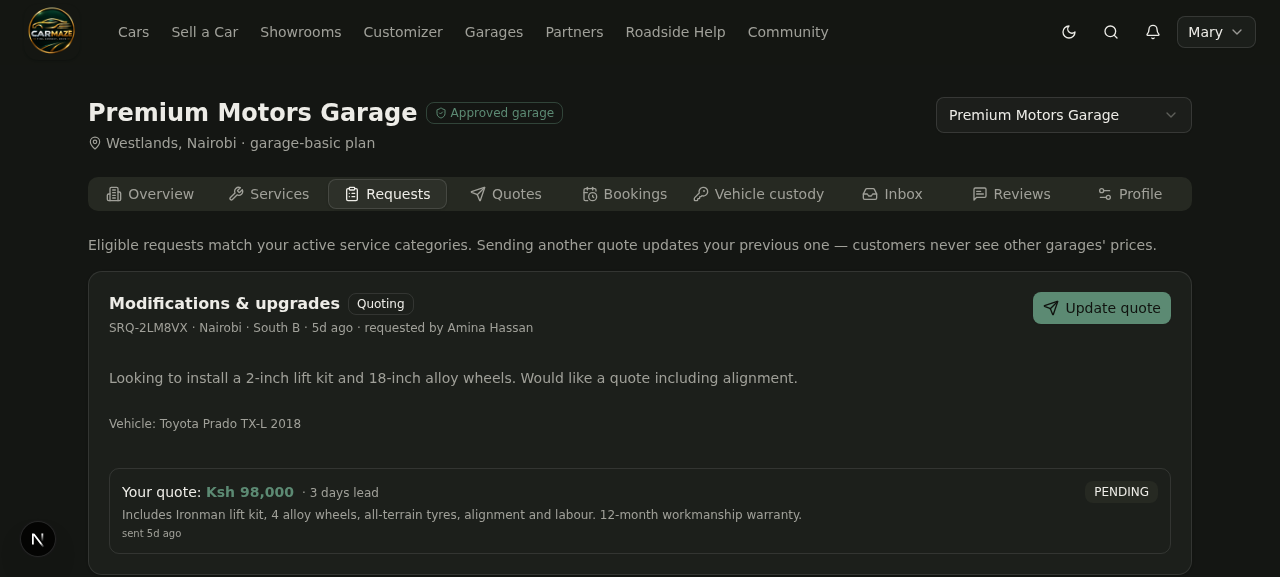 CARMAZE
Cars Sell a Car Showrooms Customizer Garages Partners Roadside Help Community
Mary
Premium Motors Garage Approved garage
Premium Motors Garage
Westlands, Nairobi · garage-basic plan
Overview Services Requests Quotes Bookings Vehicle custody Inbox Reviews Profile
Eligible requests match your active service categories. Sending another quote updates your previous one — customers never see other garages' prices.
Modifications & upgrades Quoting
Update quote
SRQ-2LM8VX · Nairobi · South B · 5d ago · requested by Amina Hassan
Looking to install a 2-inch lift kit and 18-inch alloy wheels. Would like a quote including alignment.
Vehicle: Toyota Prado TX-L 2018
Your quote: Ksh 98,000 · 3 days lead
PENDING
Includes Ironman lift kit, 4 alloy wheels, all-terrain tyres, alignment and labour. 12-month workmanship warranty.
sent 5d ago
N